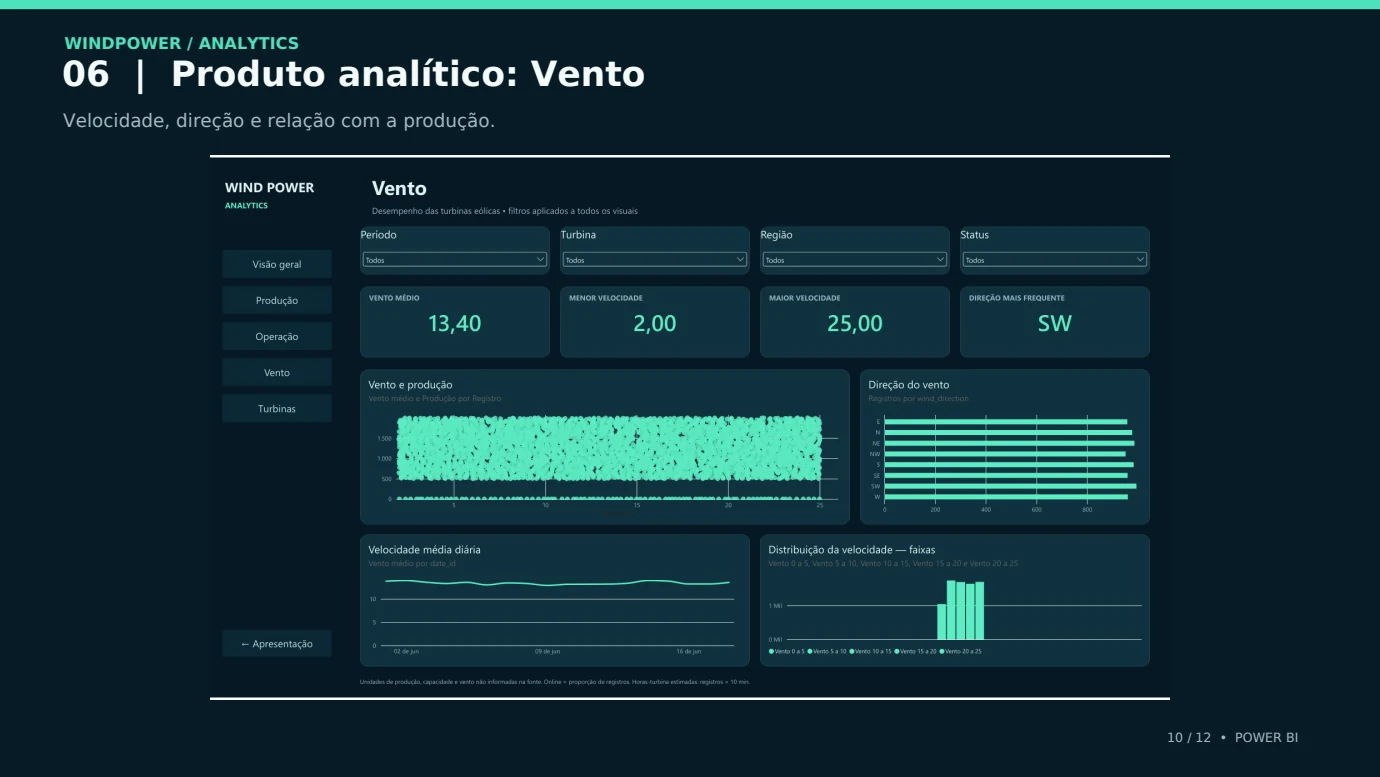 WINDPOWER / ANALYTICS
06 | Produto analítico: Vento
Velocidade, direção e relação com a produção.
WIND POWER
ANALYTICS
Visão geral
Produção
Operação
Vento
Turbinas
← Apresentação
Vento
Desempenho das turbinas eólicas • filtros aplicados a todos os visuais
Período
Todos
Turbina
Todos
Região
Todos
Status
Todos
VENTO MÉDIO
13,40
MENOR VELOCIDADE
2,00
MAIOR VELOCIDADE
25,00
DIREÇÃO MAIS FREQUENTE
SW
Vento e produção
Vento médio e Produção por Registro
1.500
1.000
500
0
5 10 15 20 25
Direção do vento
Registros por wind_direction
E
N
NE
NW
S
SE
SW
W
0 200 400 600 800
Velocidade média diária
Vento médio por date_id
10
5
0
02 de jun 09 de jun 16 de jun
Distribuição da velocidade — faixas
Vento 0 a 5, Vento 5 a 10, Vento 10 a 15, Vento 15 a 20 e Vento 20 a 25
1 Mil
0 Mil
Vento 0 a 5 Vento 5 a 10 Vento 10 a 15 Vento 15 a 20 Vento 20 a 25
Unidades de produção, capacidade e vento não informadas na fonte. Online = proporção de registros. Horas-turbina estimadas: registros × 10 min.
10 / 12 • POWER BI